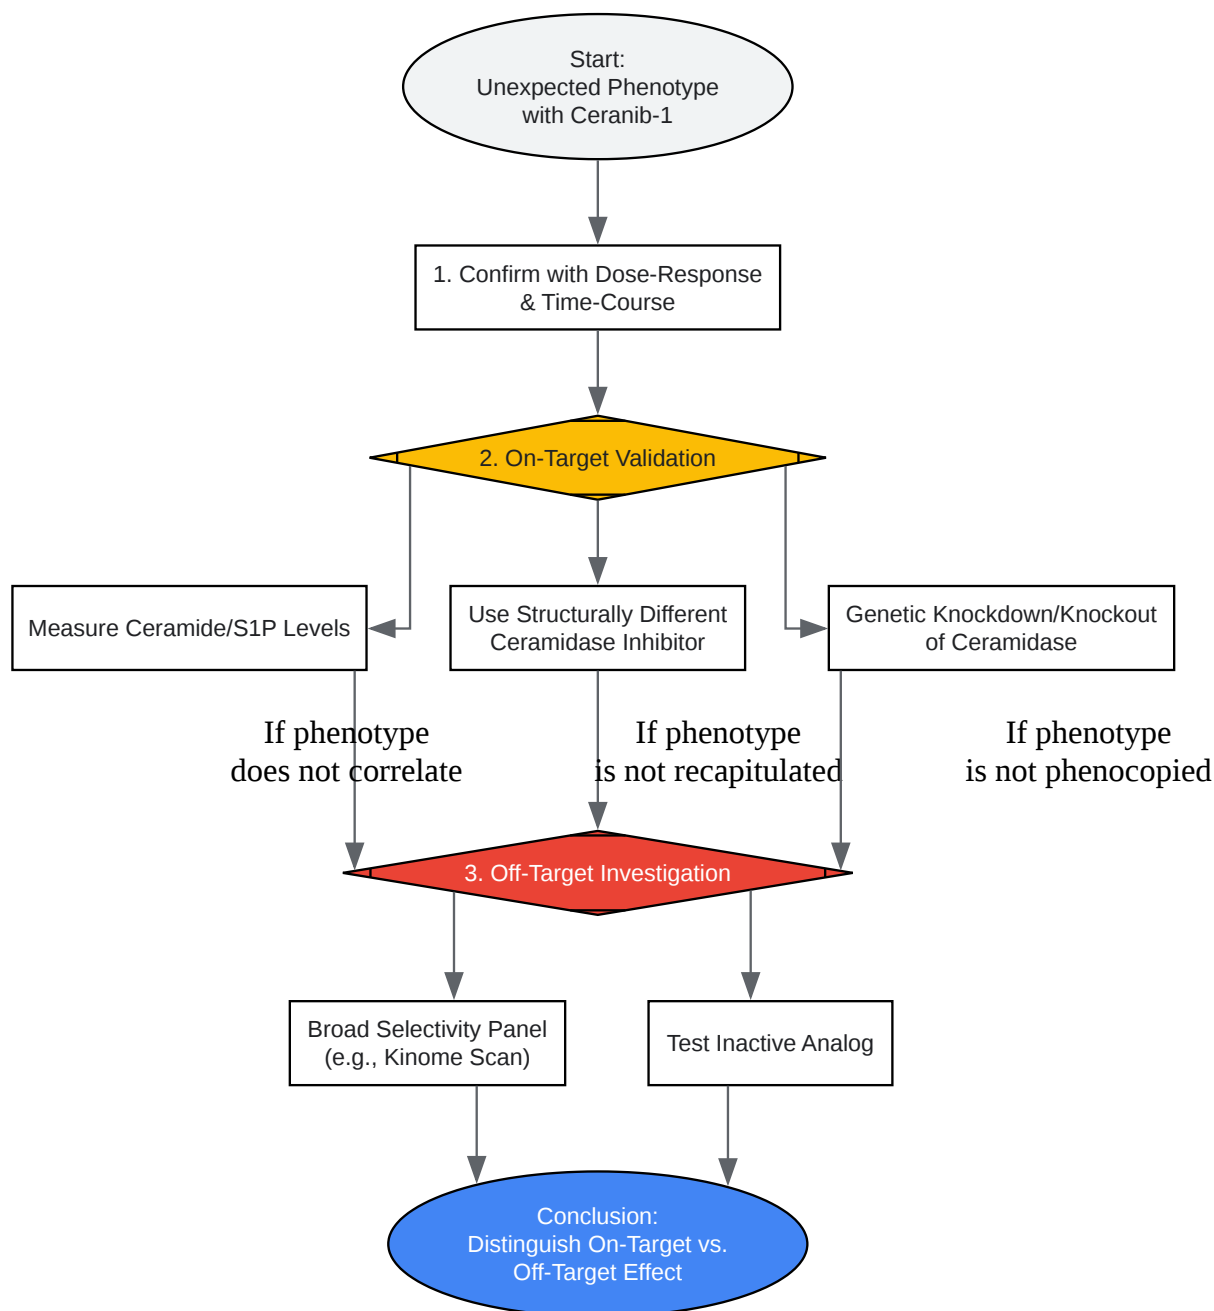 Start:
Unexpected Phenotype
with Ceranib-1
1. Confirm with Dose-Response
& Time-Course
2. On-Target Validation
Measure Ceramide/S1P Levels
Use Structurally Different
Ceramidase Inhibitor
Genetic Knockdown/Knockout
of Ceramidase
If phenotype
does not correlate
If phenotype
is not recapitulated
If phenotype
is not phenocopied
3. Off-Target Investigation
Broad Selectivity Panel
(e.g., Kinome Scan)
Test Inactive Analog
Conclusion:
Distinguish On-Target vs.
Off-Target Effect